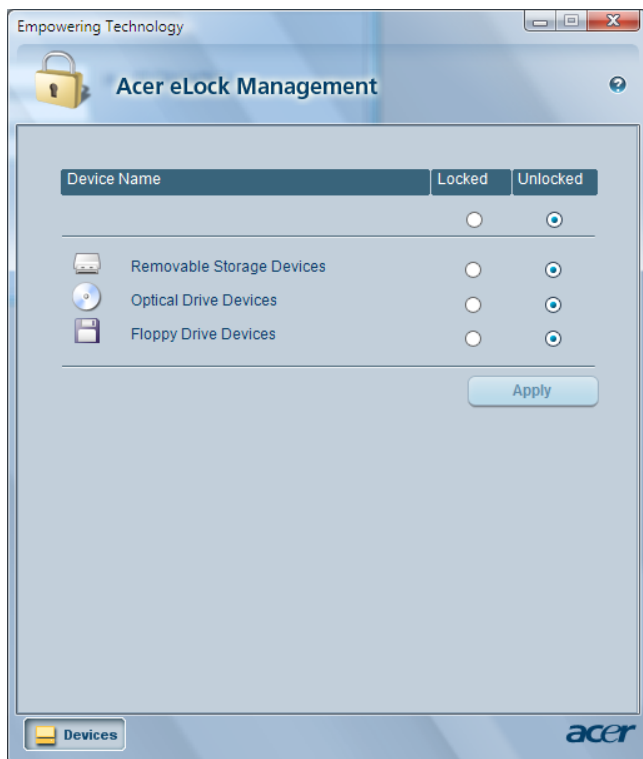 Empowering Technology
Acer eLock Management
Device Name Locked Unlocked
Removable Storage Devices
Optical Drive Devices
Floppy Drive Devices
Apply
Devices
acer